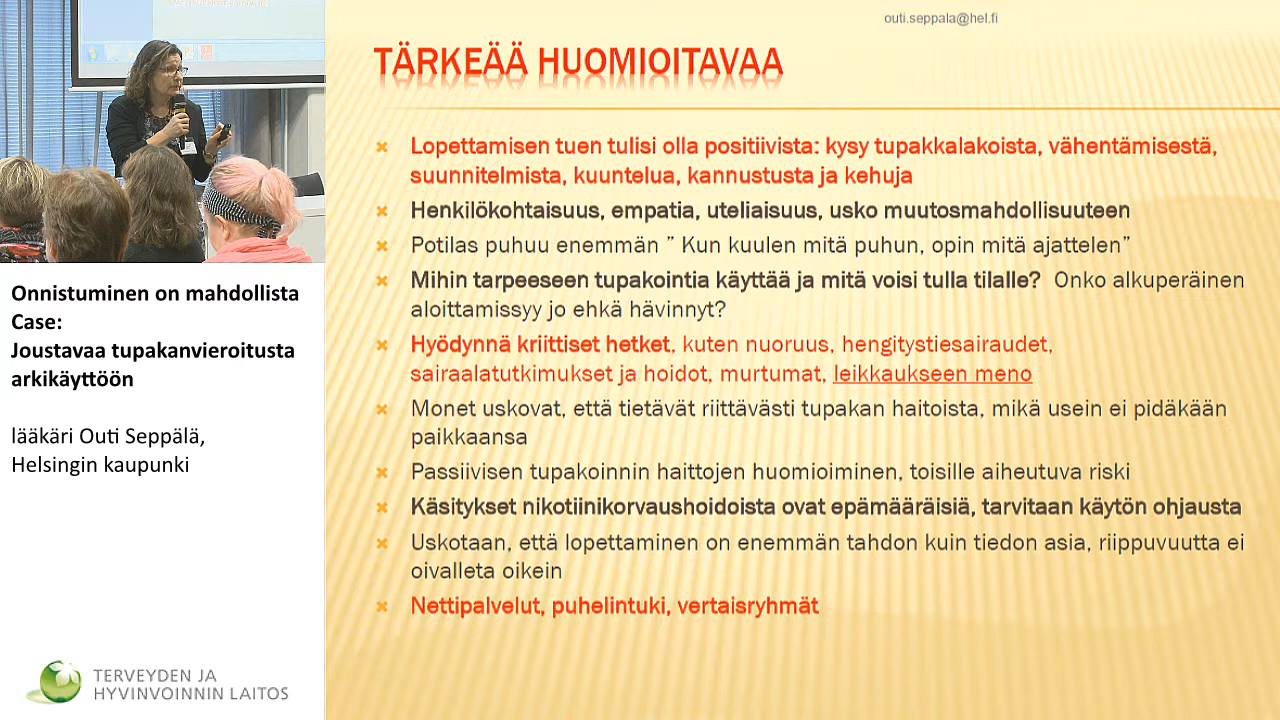 outi.seppala@hel.fi
TÄRKEÄÄ HUOMIOITAVAA
Lopettamisen tuen tulisi olla positiivista: kysy tupakkalakoista, vähentämisestä,
suunnitelmista, kuuntelua, kannustusta ja kehuja
Henkilökohtaisuus, empatia, uteliaisuus, usko muutosmahdollisuuteen
Potilas puhuu enemmän ” Kun kuulen mitä puhun, opin mitä ajattelen”
Mihin tarpeeseen tupakointia käyttää ja mitä voisi tulla tilalle? Onko alkuperäinen
aloittamissyy jo ehkä hävinnyt?
Hyödynnä kriittiset hetket, kuten nuoruus, hengitystiesairaudet,
sairaalatutkimukset ja hoidot, murtumat, leikkaukseen meno
Monet uskovat, että tietävät riittävästi tupakan haitoista, mikä usein ei pidäkään
paikkaansa
Passiivisen tupakoinnin haittojen huomioiminen, toisille aiheutuva riski
Käsitykset nikotiinikorvaushoidoista ovat epämääräisiä, tarvitaan käytön ohjausta
Uskotaan, että lopettaminen on enemmän tahdon kuin tiedon asia, riippuvuutta ei
oivalleta oikein
Nettipalvelut, puhelintuki, vertaisryhmät
Onnistuminen on mahdollista
Case:
Joustavaa tupakanvieroitusta
arkikäyttöön
lääkäri Outi Seppälä,
Helsingin kaupunki
TERVEYDEN JA
HYVINVOINNIN LAITOS